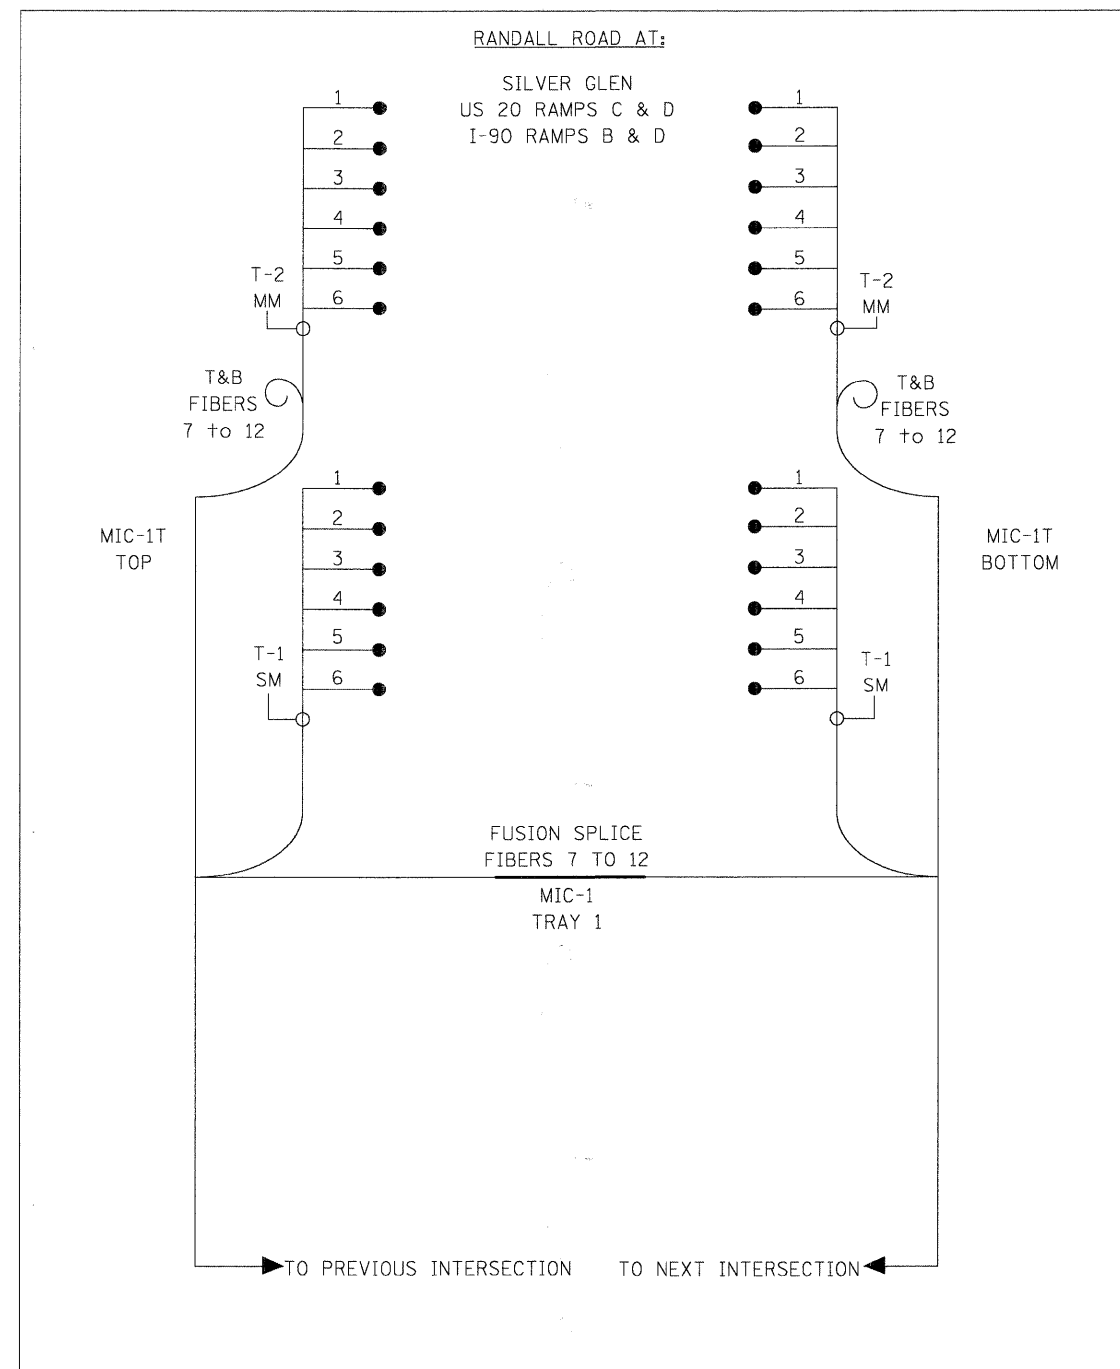 RANDALL ROAD AT:
SILVER GLEN
US 20 RAMPS C & D
I-90 RAMPS B & D
1
2
3
4
5
6
T-2
MM
T&B
FIBERS
7 to 12
1
2
3
4
5
6
T-2
MM
T&B
FIBERS
7 to 12
MIC-1T
TOP
1
2
3
4
5
6
T-1
SM
1
2
3
4
5
6
T-1
SM
MIC-1T
BOTTOM
FUSION SPLICE
FIBERS 7 TO 12
MIC-1
TRAY 1
TO PREVIOUS INTERSECTION
TO NEXT INTERSECTION